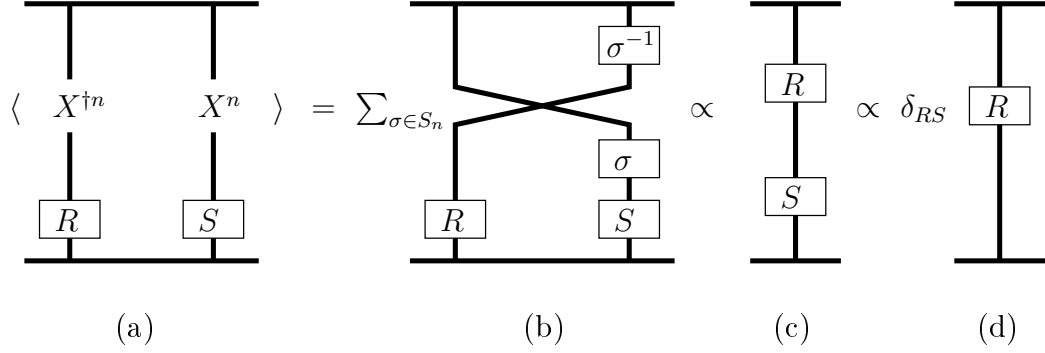 σ⁻¹
⟨ X^{†n} X^n ⟩ = ∑_{σ∈S_n} ∝ R ∝ δ_{RS} R
σ
R S R S S
(a) (b) (c) (d)